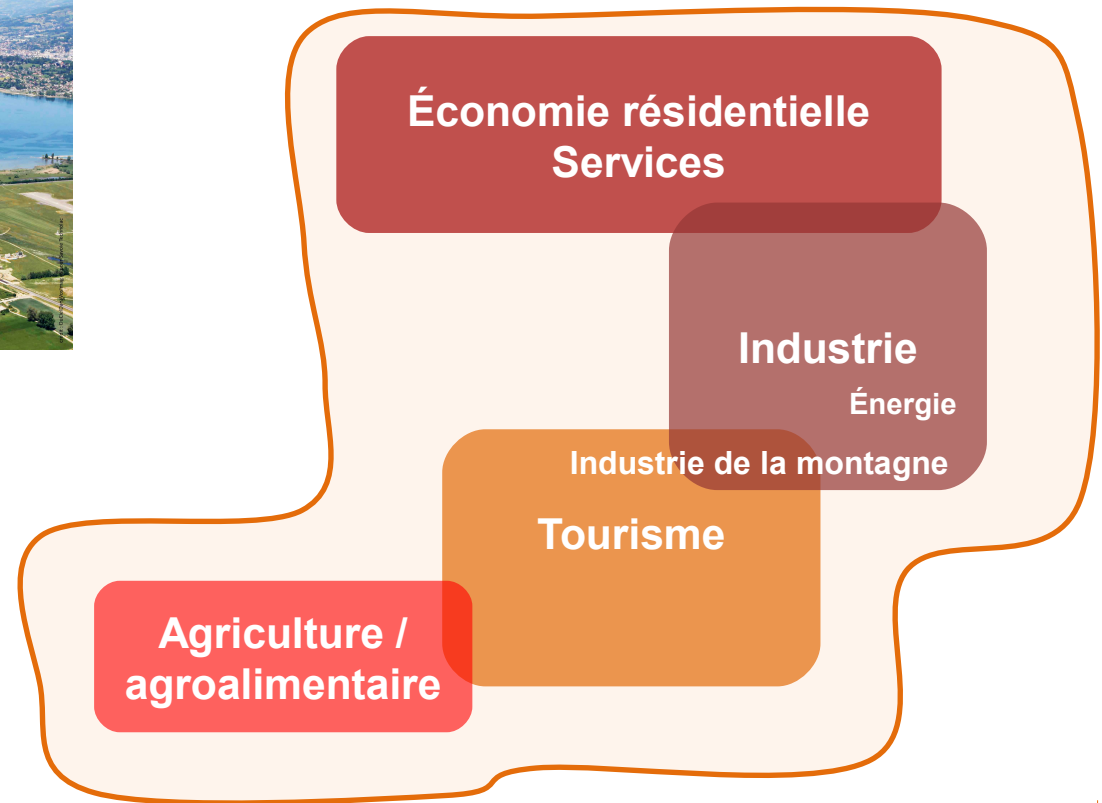 Économie résidentielle
Services
Industrie
Énergie
Industrie de la montagne
Tourisme
Agriculture /
agroalimentaire